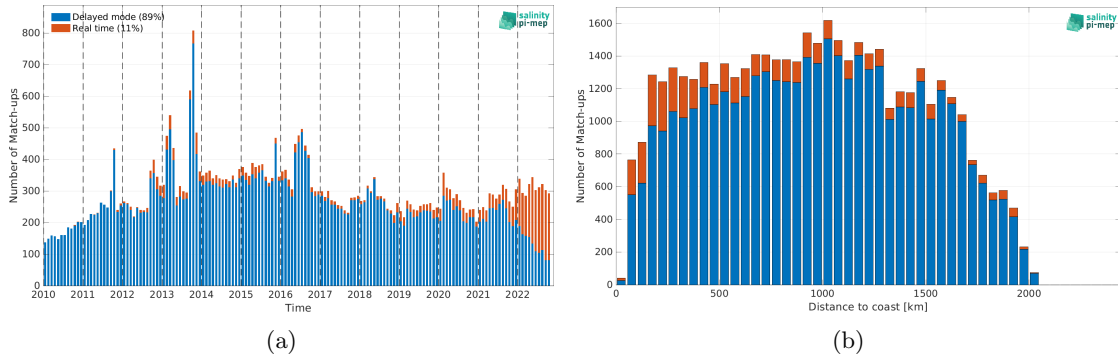 Delayed mode (89%)
Real time (11%)
salinity
pi-mep
Number of Match-ups
800
700
600
500
400
300
200
100
0
2010 2011 2012 2013 2014 2015 2016 2017 2018 2019 2020 2021 2022
Time
(a)
salinity
pi-mep
Number of Match-ups
1600
1400
1200
1000
800
600
400
200
0
0 500 1000 1500 2000
Distance to coast [km]
(b)